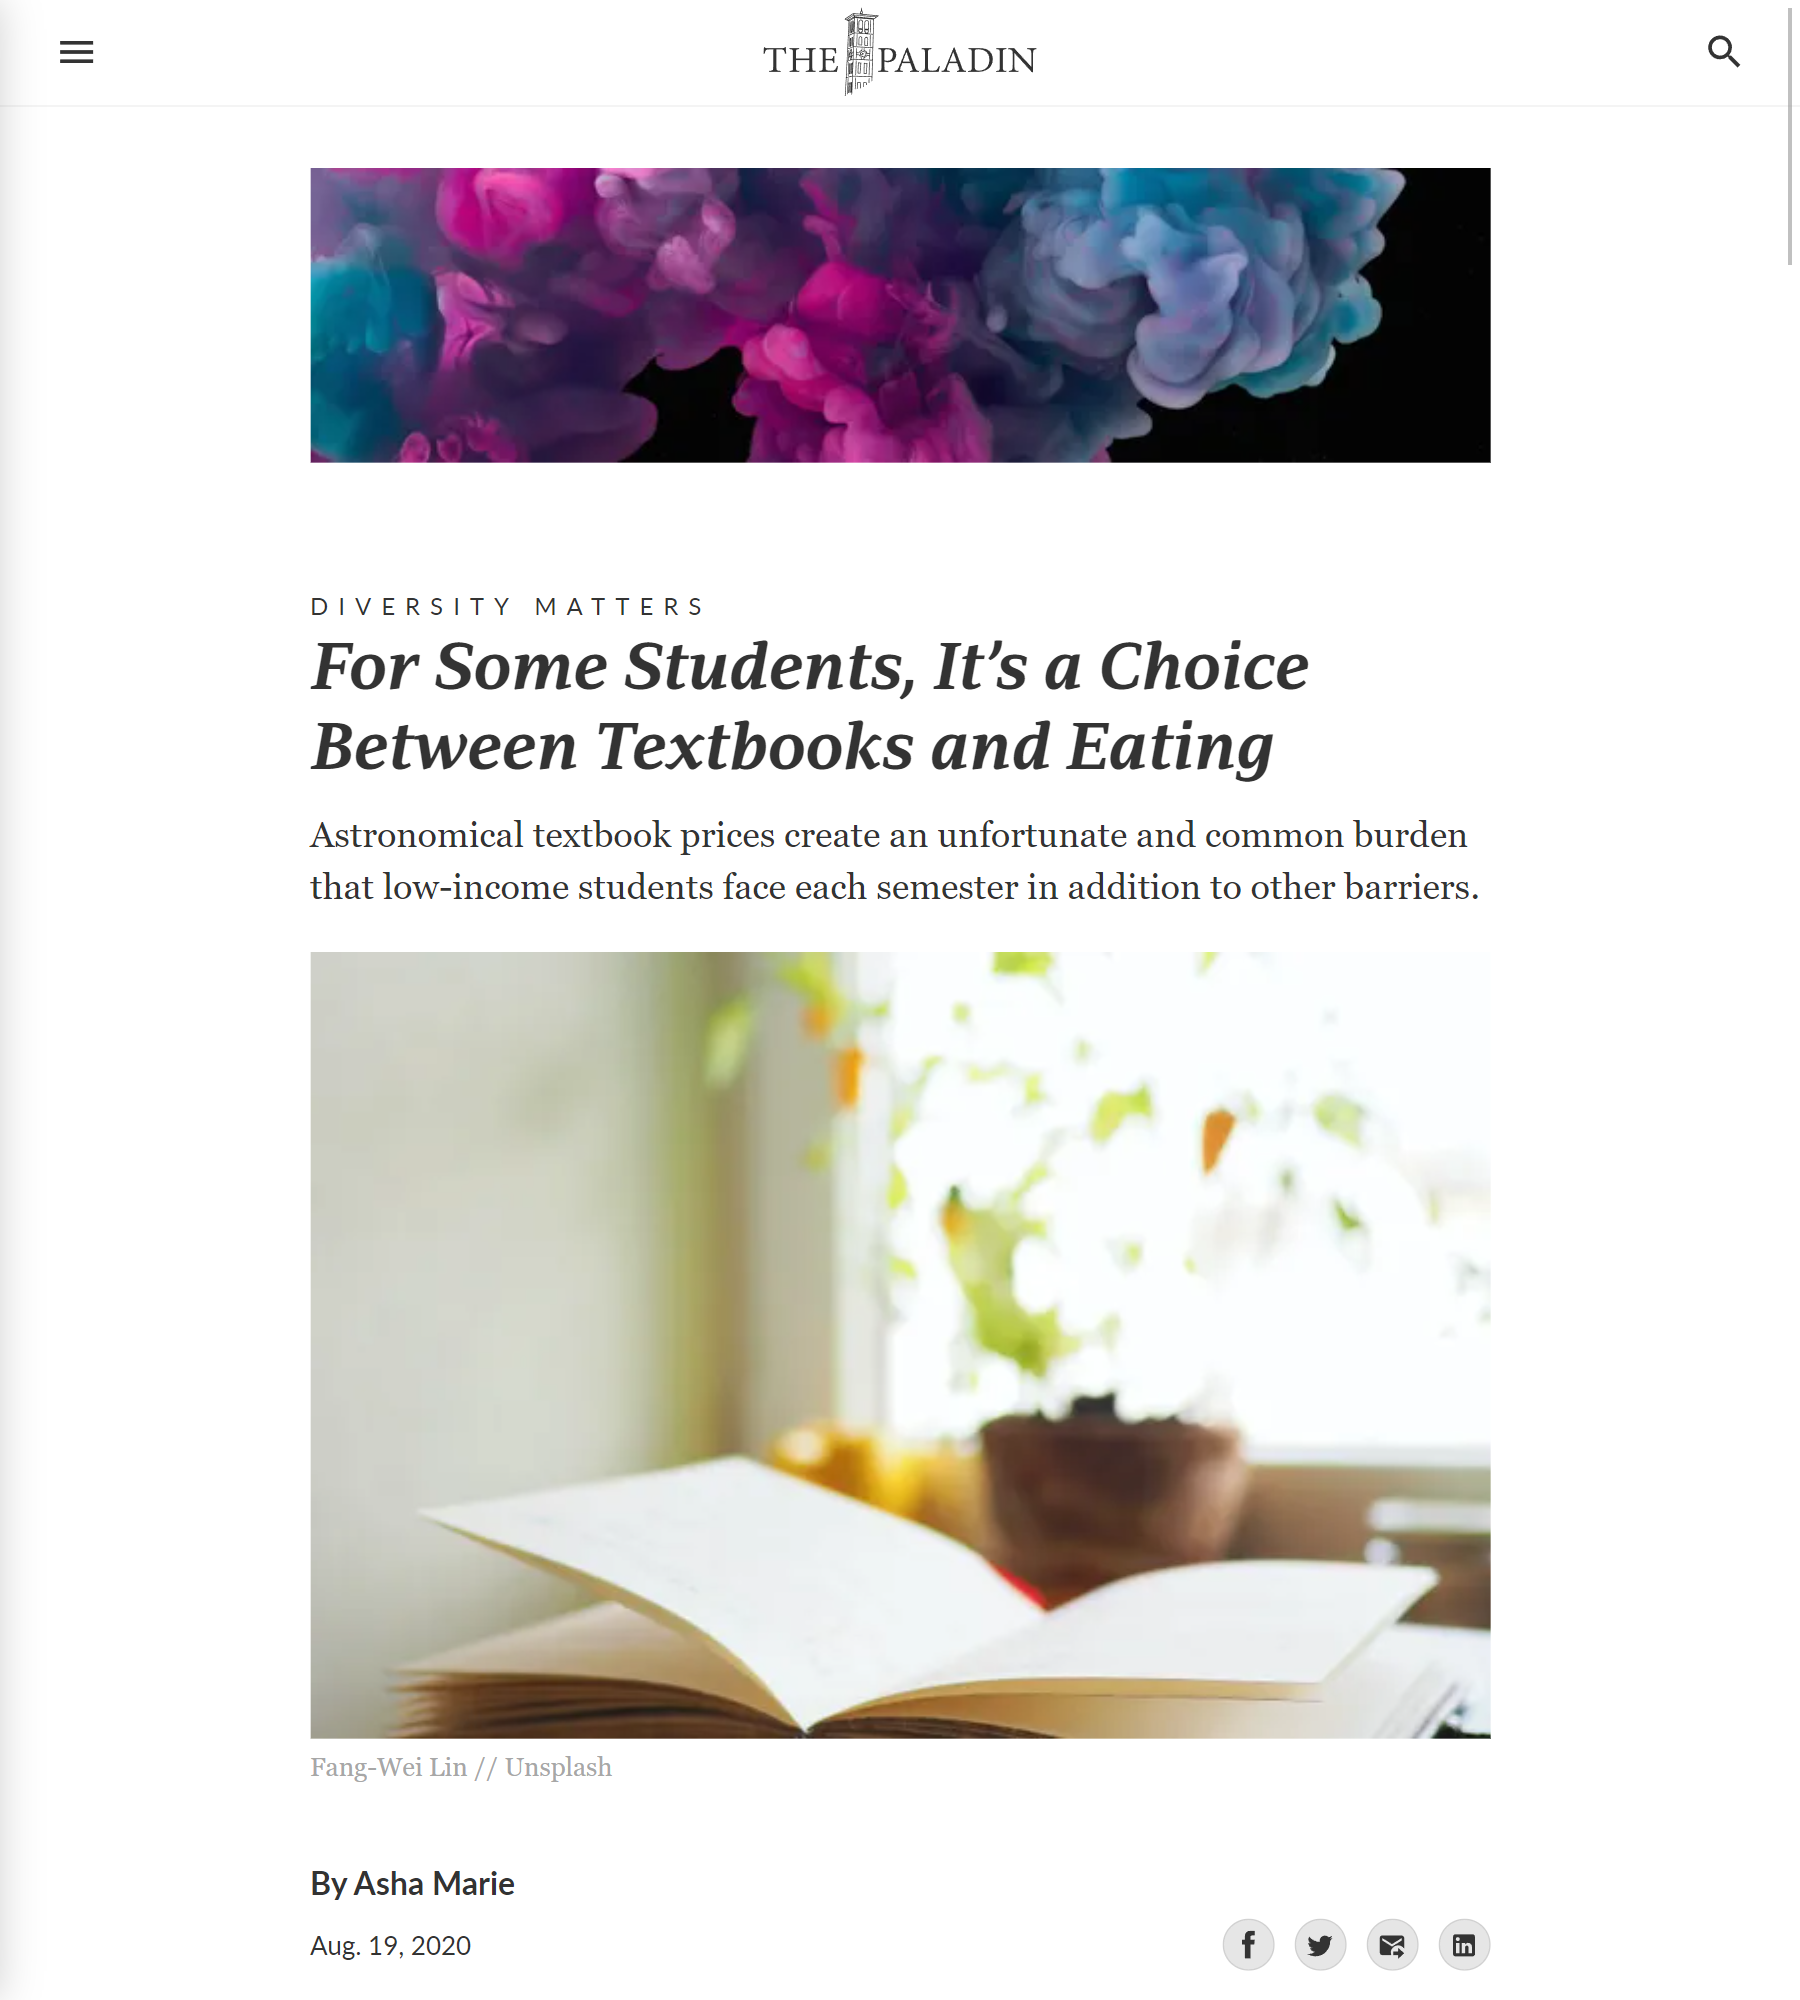 THE PALADIN
DIVERSITY MATTERS
For Some Students, It’s a Choice
Between Textbooks and Eating
Astronomical textbook prices create an unfortunate and common burden
that low-income students face each semester in addition to other barriers.
Fang-Wei Lin // Unsplash
By Asha Marie
Aug. 19, 2020